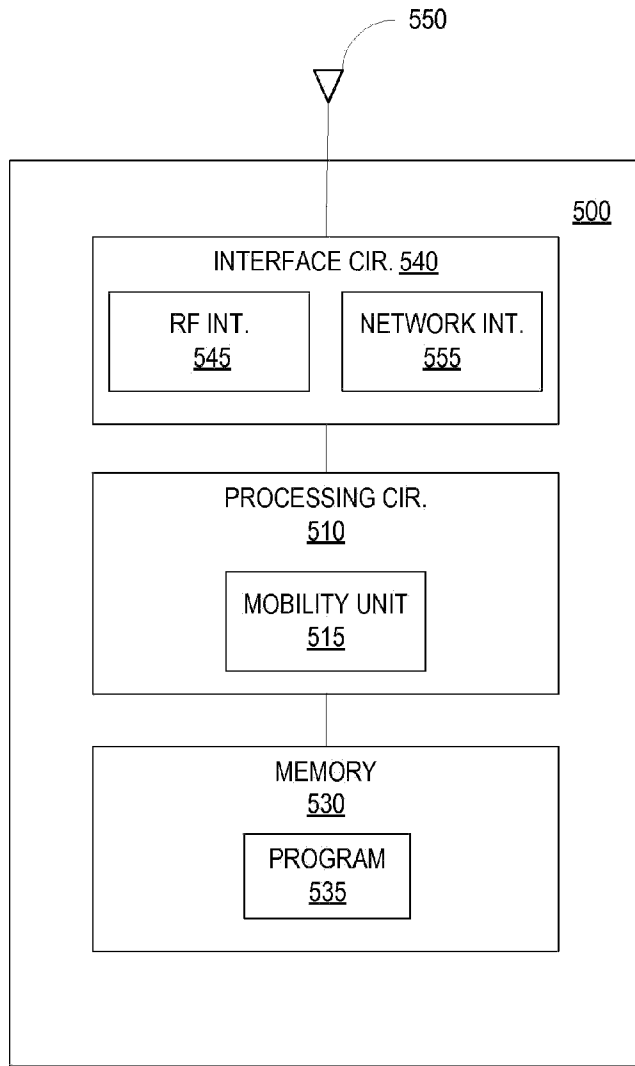 550
500
INTERFACE CIR. 540
RF INT.
545
NETWORK INT.
555
PROCESSING CIR.
510
MOBILITY UNIT
515
MEMORY
530
PROGRAM
535